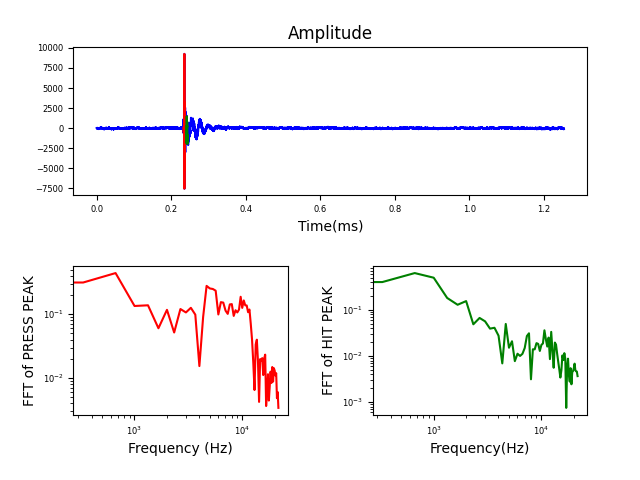 Amplitude
10000
7500
5000
2500
0
−2500
−5000
−7500
0.0 0.2 0.4 0.6 0.8 1.0 1.2
Time(ms)
FFT of PRESS PEAK
10⁻¹
10⁻²
10³ 10⁴
Frequency (Hz)
FFT of HIT PEAK
10⁻¹
10⁻²
10⁻³
10³ 10⁴
Frequency(Hz)